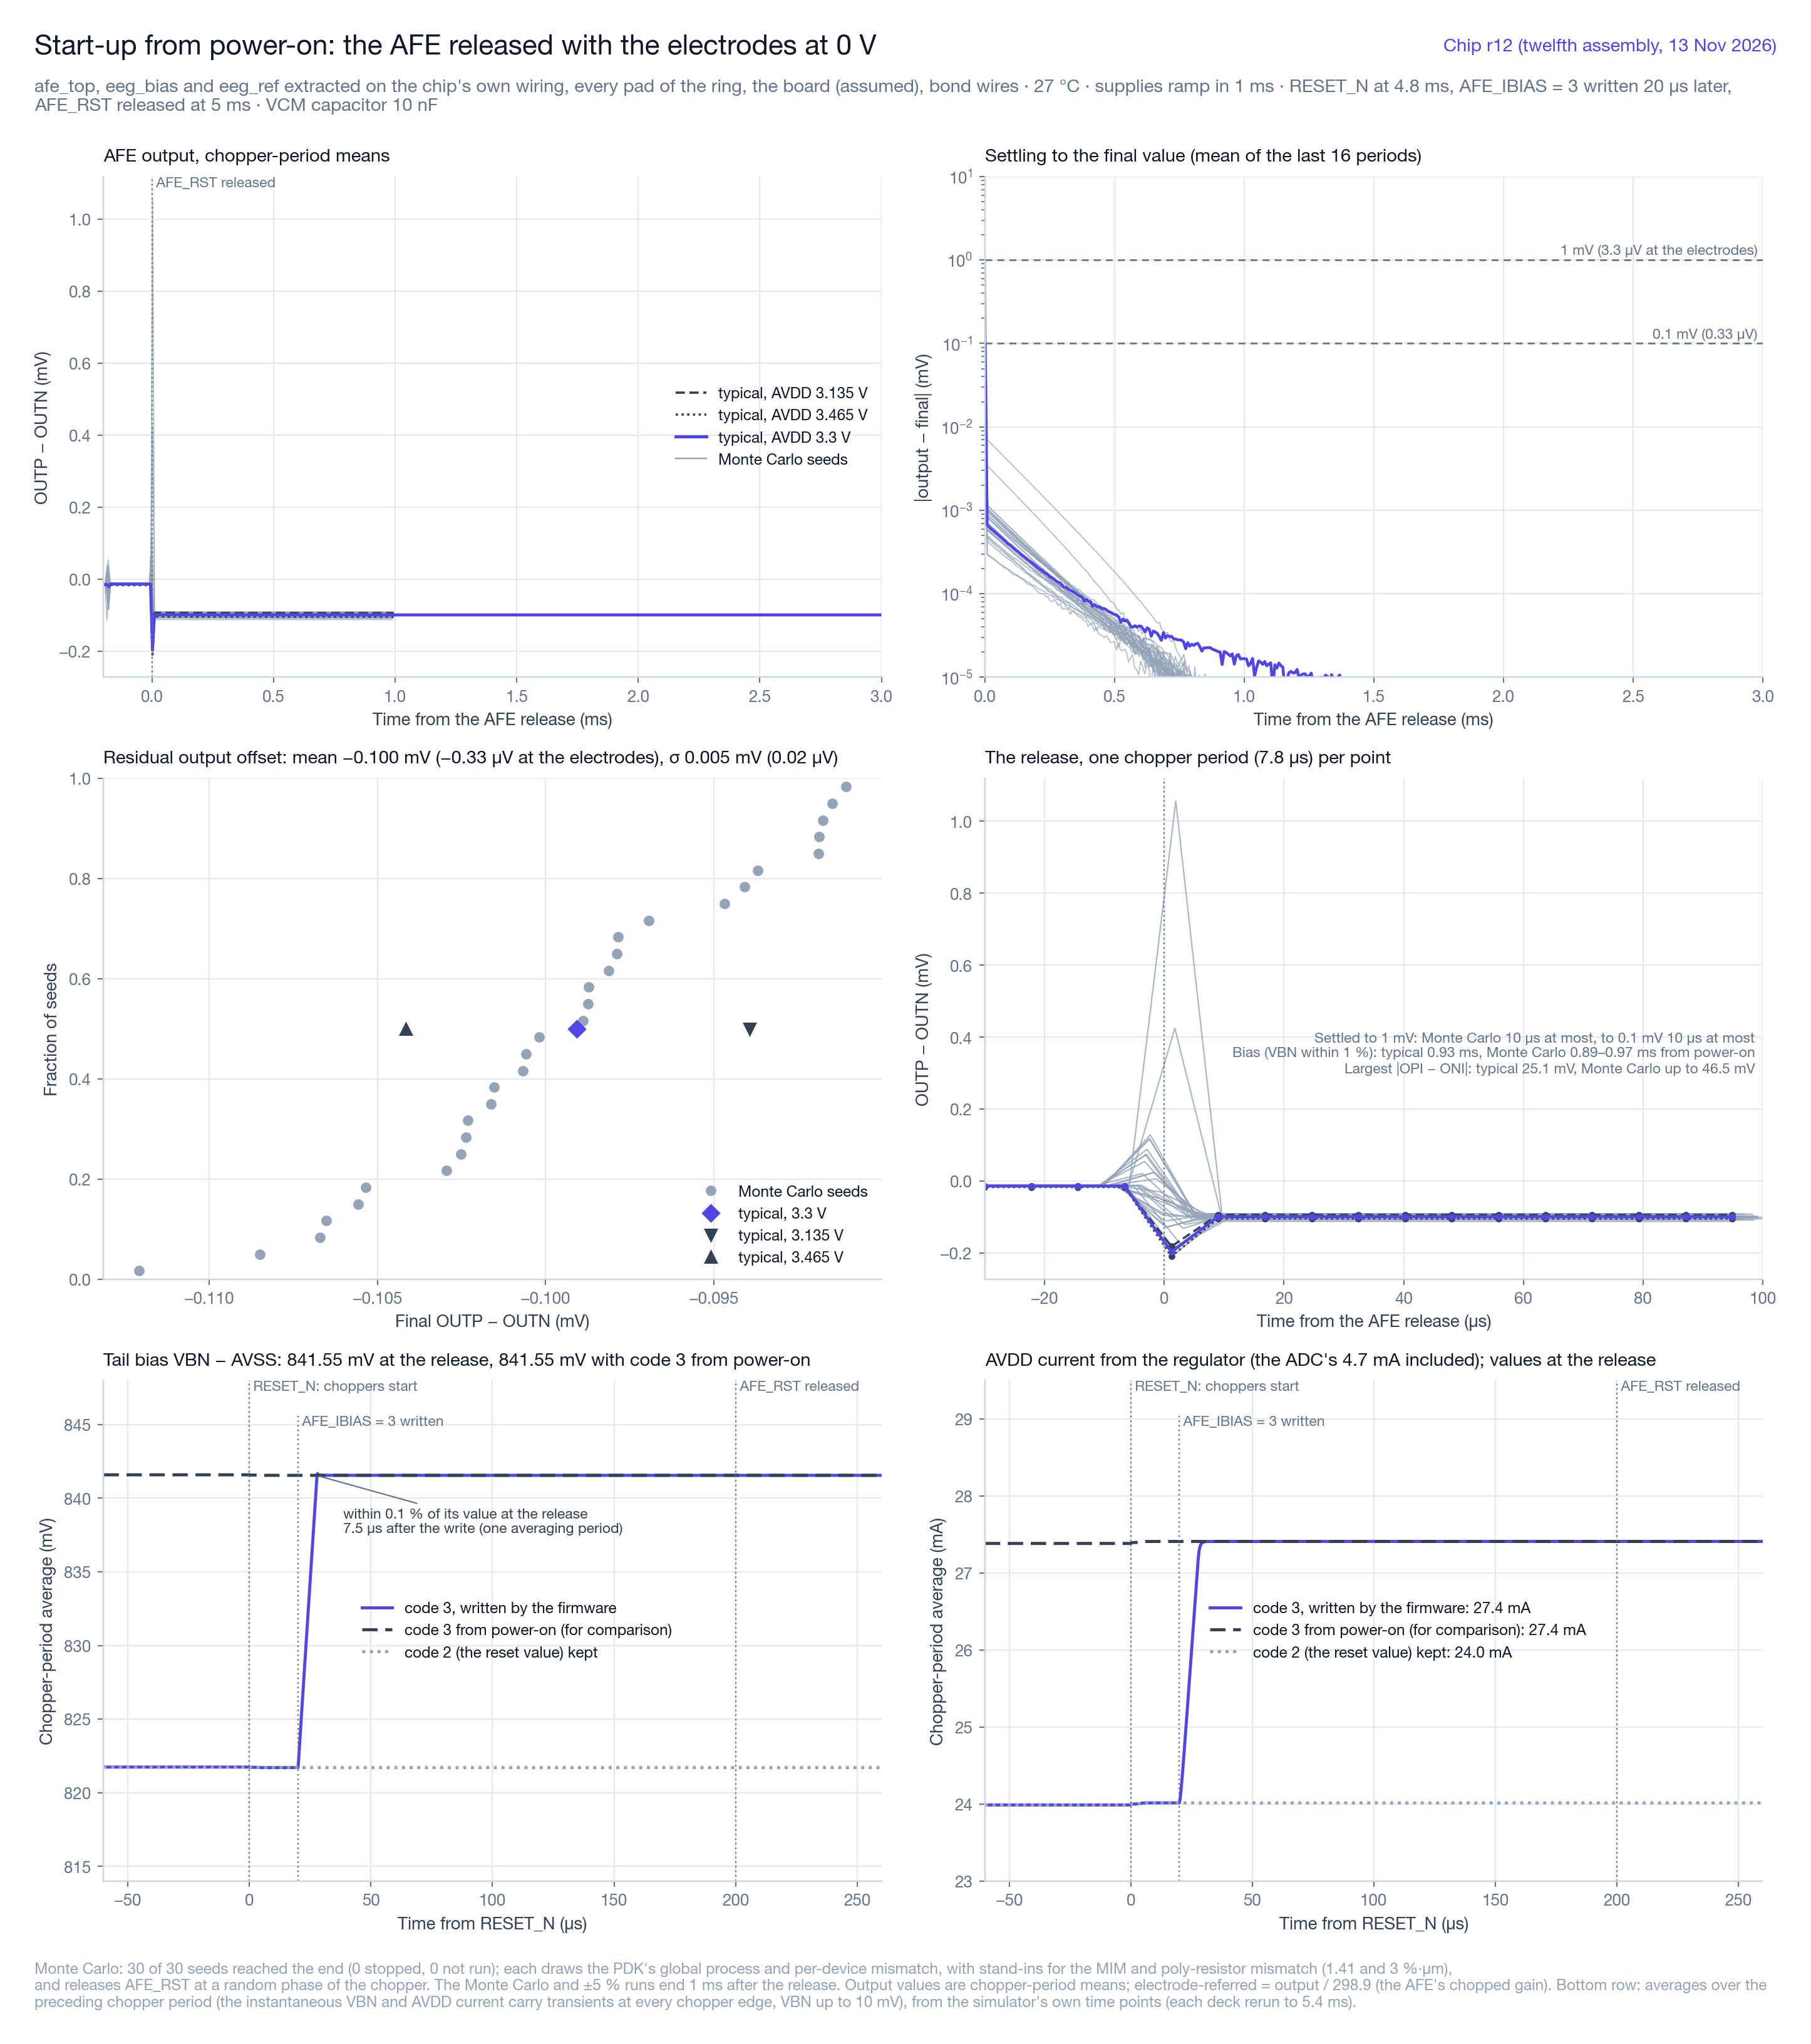 Start-up from power-on: the AFE released with the electrodes at 0 V
Chip r12 (twelfth assembly, 13 Nov 2026)
afe_top, eeg_bias and eeg_ref extracted on the chip's own wiring, every pad of the ring, the board (assumed), bond wires · 27 °C · supplies ramp in 1 ms · RESET_N at 4.8 ms, AFE_IBIAS = 3 written 20 µs later,
AFE_RST released at 5 ms · VCM capacitor 10 nF
AFE output, chopper-period means
AFE_RST released
1.0
0.8
0.6
0.4
0.2
0.0
−0.2
OUTP − OUTN (mV)
typical, AVDD 3.135 V
typical, AVDD 3.465 V
typical, AVDD 3.3 V
Monte Carlo seeds
0.0 0.5 1.0 1.5 2.0 2.5 3.0
Time from the AFE release (ms)
Settling to the final value (mean of the last 16 periods)
10¹
10⁰
10⁻¹
10⁻²
10⁻³
10⁻⁴
10⁻⁵
|output − final| (mV)
1 mV (3.3 µV at the electrodes)
0.1 mV (0.33 µV)
0.0 0.5 1.0 1.5 2.0 2.5 3.0
Time from the AFE release (ms)
Residual output offset: mean −0.100 mV (−0.33 µV at the electrodes), σ 0.005 mV (0.02 µV)
1.0
0.8
0.6
0.4
0.2
0.0
Fraction of seeds
Monte Carlo seeds
typical, 3.3 V
typical, 3.135 V
typical, 3.465 V
−0.110 −0.105 −0.100 −0.095
Final OUTP − OUTN (mV)
The release, one chopper period (7.8 µs) per point
1.0
0.8
0.6
0.4
0.2
0.0
−0.2
OUTP − OUTN (mV)
Settled to 1 mV: Monte Carlo 10 µs at most, to 0.1 mV 10 µs at most
Bias (VBN within 1 %): typical 0.93 ms, Monte Carlo 0.89–0.97 ms from power-on
Largest |OPI − ONI|: typical 25.1 mV, Monte Carlo up to 46.5 mV
−20 0 20 40 60 80 100
Time from the AFE release (µs)
Tail bias VBN − AVSS: 841.55 mV at the release, 841.55 mV with code 3 from power-on
RESET_N: choppers start
AFE_RST released
AFE_IBIAS = 3 written
845
840
835
830
825
820
815
Chopper-period average (mV)
within 0.1 % of its value at the release
7.5 µs after the write (one averaging period)
code 3, written by the firmware
code 3 from power-on (for comparison)
code 2 (the reset value) kept
−50 0 50 100 150 200 250
Time from RESET_N (µs)
AVDD current from the regulator (the ADC's 4.7 mA included); values at the release
RESET_N: choppers start
AFE_RST released
AFE_IBIAS = 3 written
29
28
27
26
25
24
23
Chopper-period average (mA)
code 3, written by the firmware: 27.4 mA
code 3 from power-on (for comparison): 27.4 mA
code 2 (the reset value) kept: 24.0 mA
−50 0 50 100 150 200 250
Time from RESET_N (µs)
Monte Carlo: 30 of 30 seeds reached the end (0 stopped, 0 not run); each draws the PDK's global process and per-device mismatch, with stand-ins for the MIM and poly-resistor mismatch (1.41 and 3 %·µm),
and releases AFE_RST at a random phase of the chopper. The Monte Carlo and ±5 % runs end 1 ms after the release. Output values are chopper-period means; electrode-referred = output / 298.9 (the AFE's chopped gain). Bottom row: averages over the
preceding chopper period (the instantaneous VBN and AVDD current carry transients at every chopper edge, VBN up to 10 mV), from the simulator's own time points (each deck rerun to 5.4 ms).